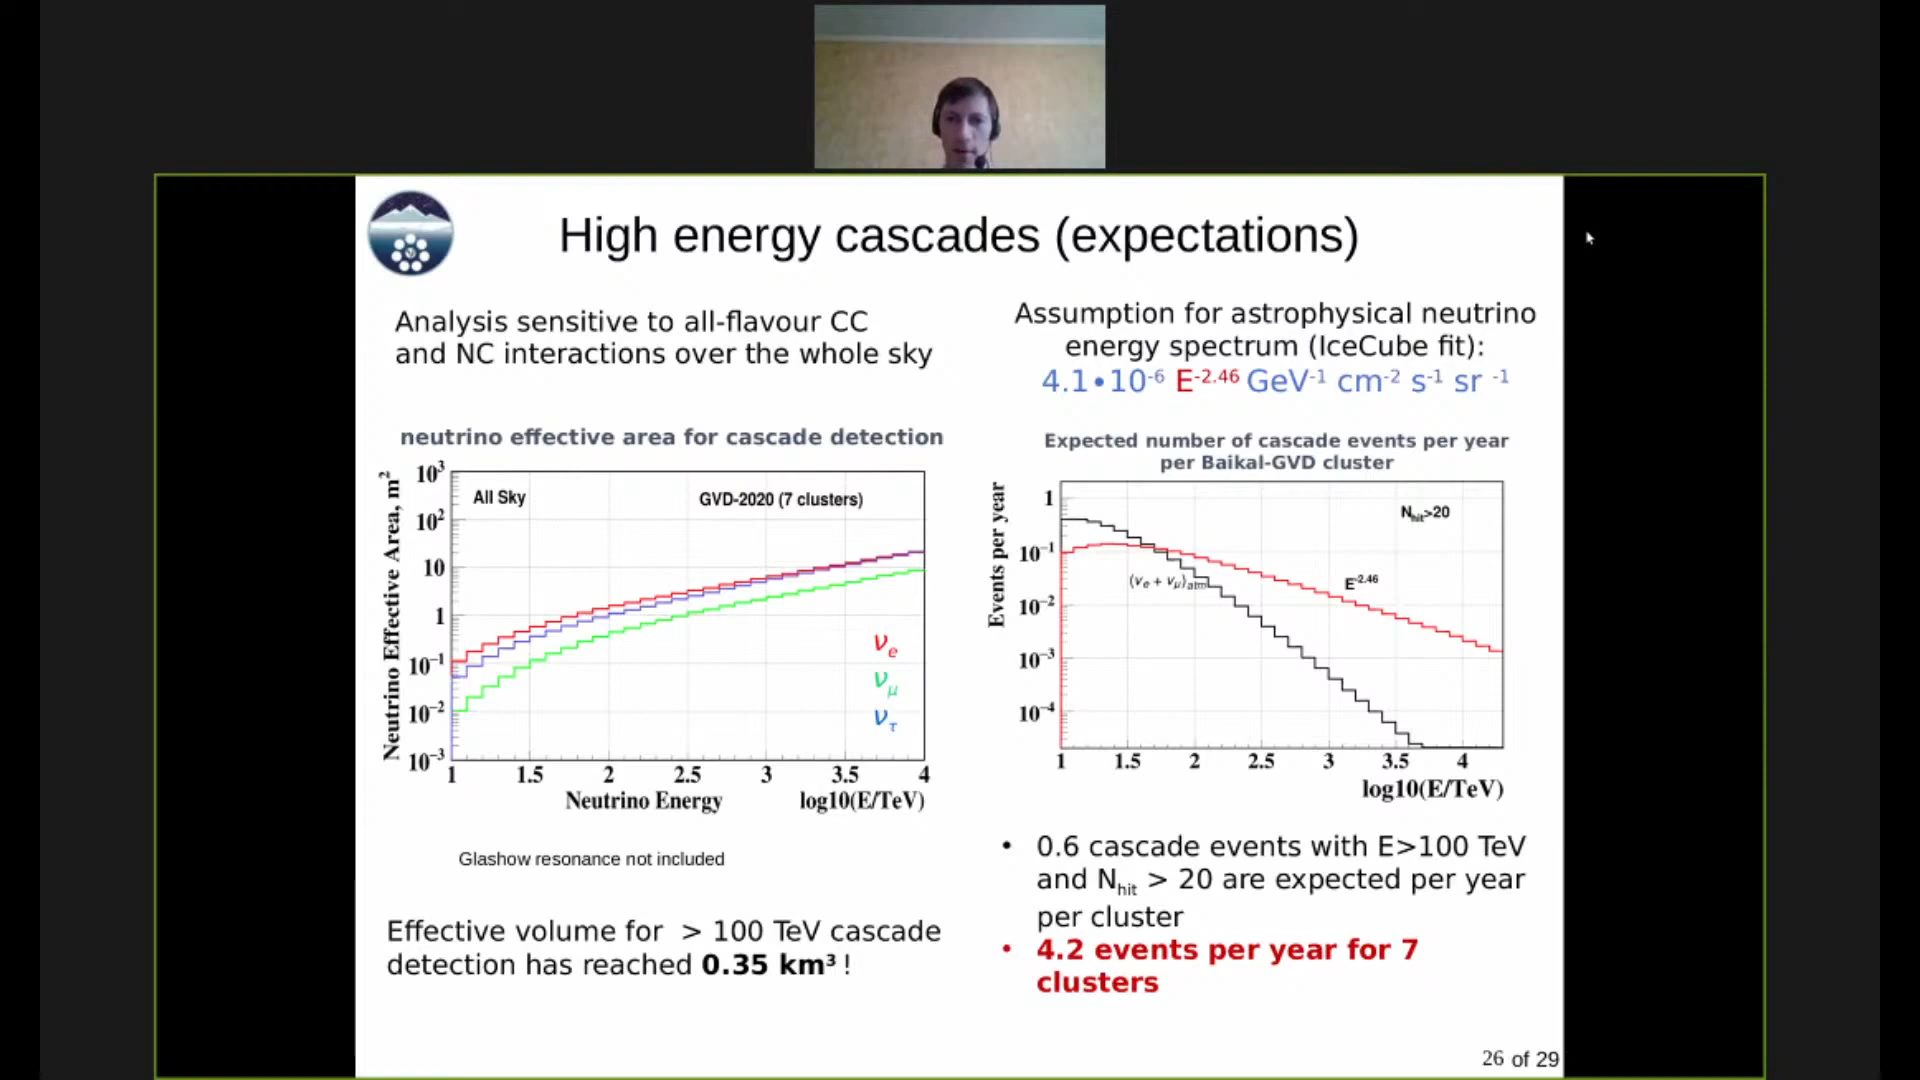 High energy cascades (expectations)
Analysis sensitive to all-flavour CC
and NC interactions over the whole sky
Assumption for astrophysical neutrino
energy spectrum (IceCube fit):
4.1•10⁻⁶ E⁻²·⁴⁶ GeV⁻¹ cm⁻² s⁻¹ sr ⁻¹
neutrino effective area for cascade detection
Neutrino Effective Area, m²
10³
10²
10
1
10⁻¹
10⁻²
10⁻³
All Sky
GVD-2020 (7 clusters)
νe
νμ
ντ
1 1.5 2 2.5 3 3.5 4
Neutrino Energy log10(E/TeV)
Glashow resonance not included
Effective volume for > 100 TeV cascade
detection has reached 0.35 km³ !
Expected number of cascade events per year
per Baikal-GVD cluster
Events per year
1
10⁻¹
10⁻²
10⁻³
10⁻⁴
Nhit>20
(νe + νμ)atm
E⁻²·⁴⁶
1 1.5 2 2.5 3 3.5 4
log10(E/TeV)
• 0.6 cascade events with E>100 TeV
and Nhit > 20 are expected per year
per cluster
• 4.2 events per year for 7
clusters
26 of 29